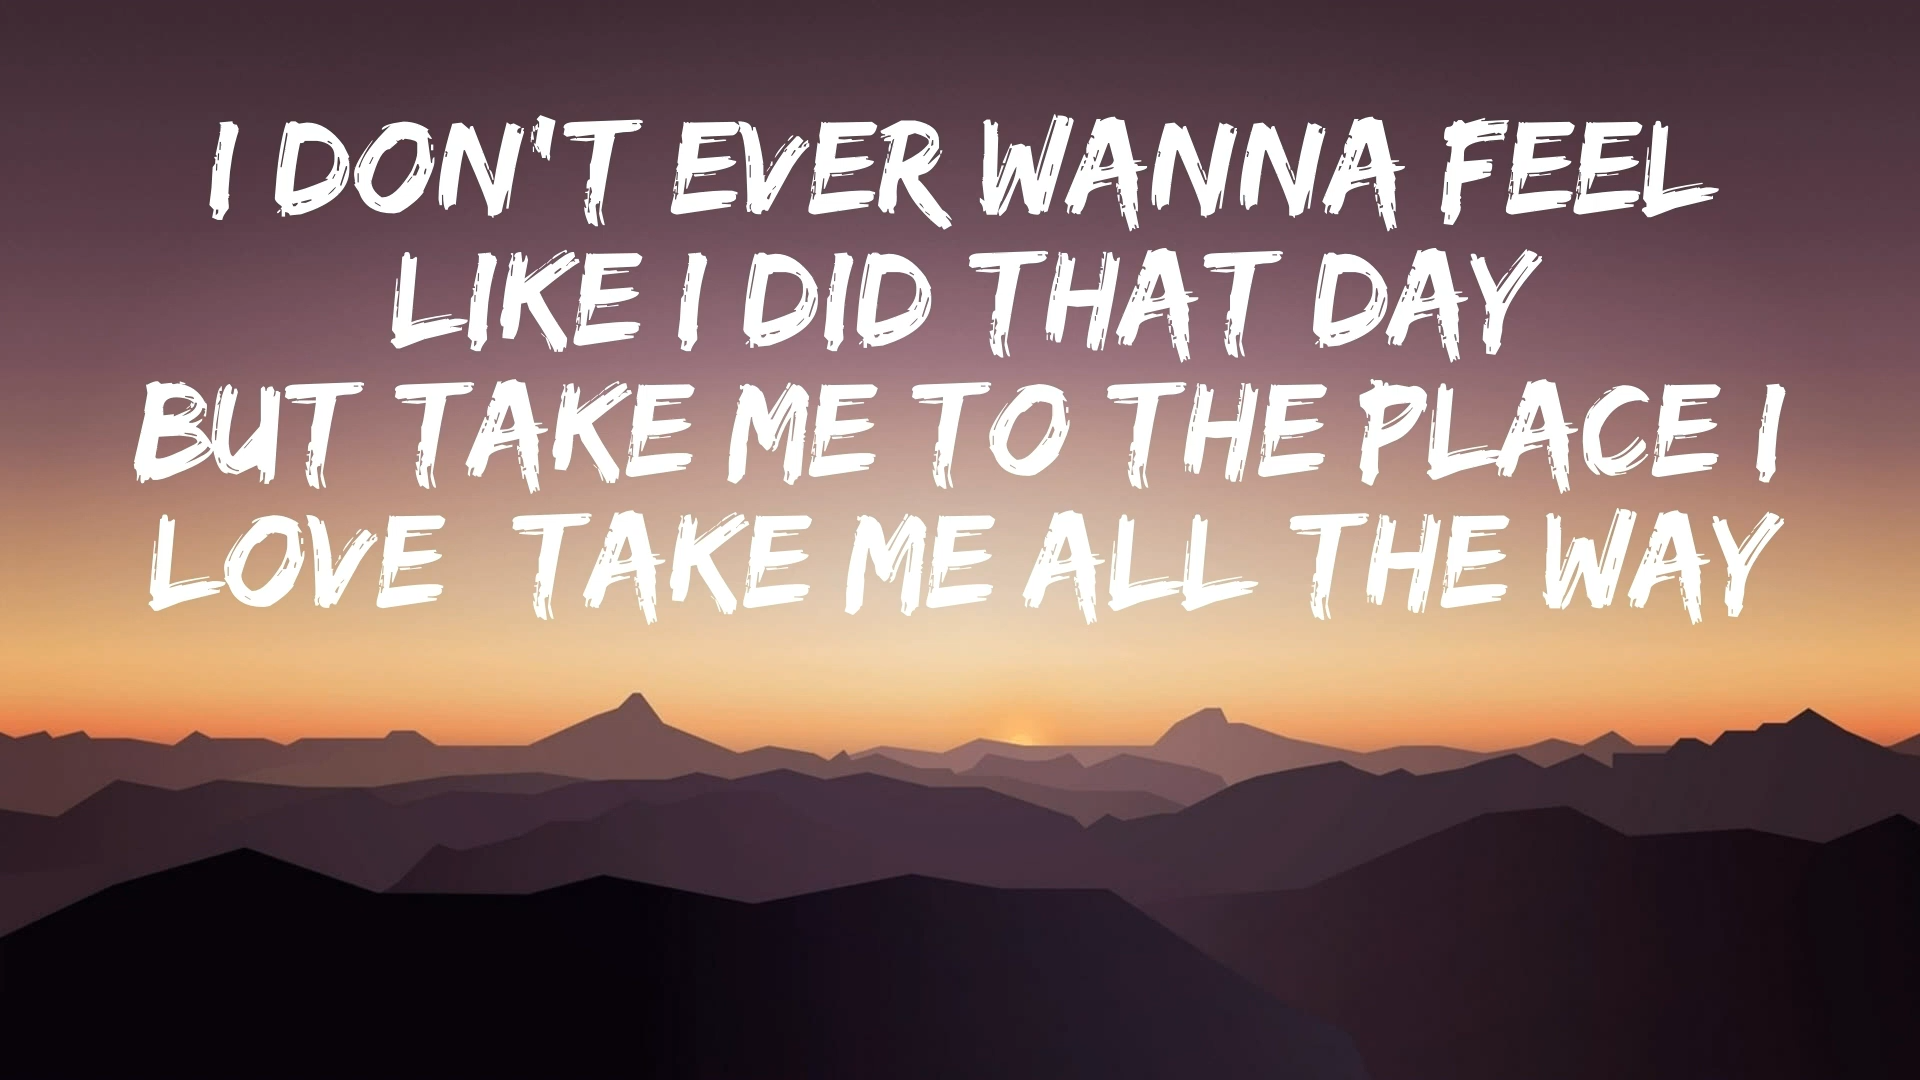 I DON'T EVER WANNA FEEL
LIKE I DID THAT DAY
BUT TAKE ME TO THE PLACE I
LOVE TAKE ME ALL THE WAY